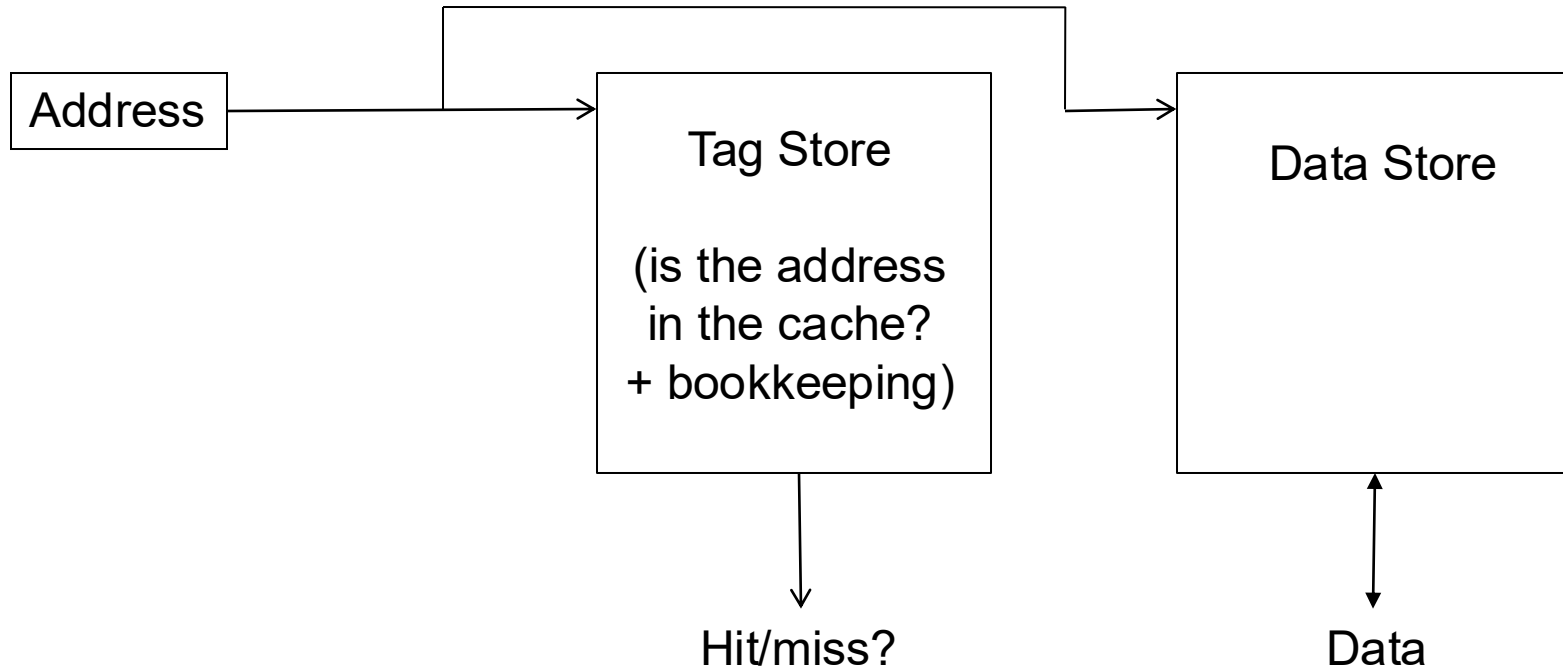 Address
Tag Store
(is the address
in the cache?
+ bookkeeping)
Data Store
Hit/miss?
Data